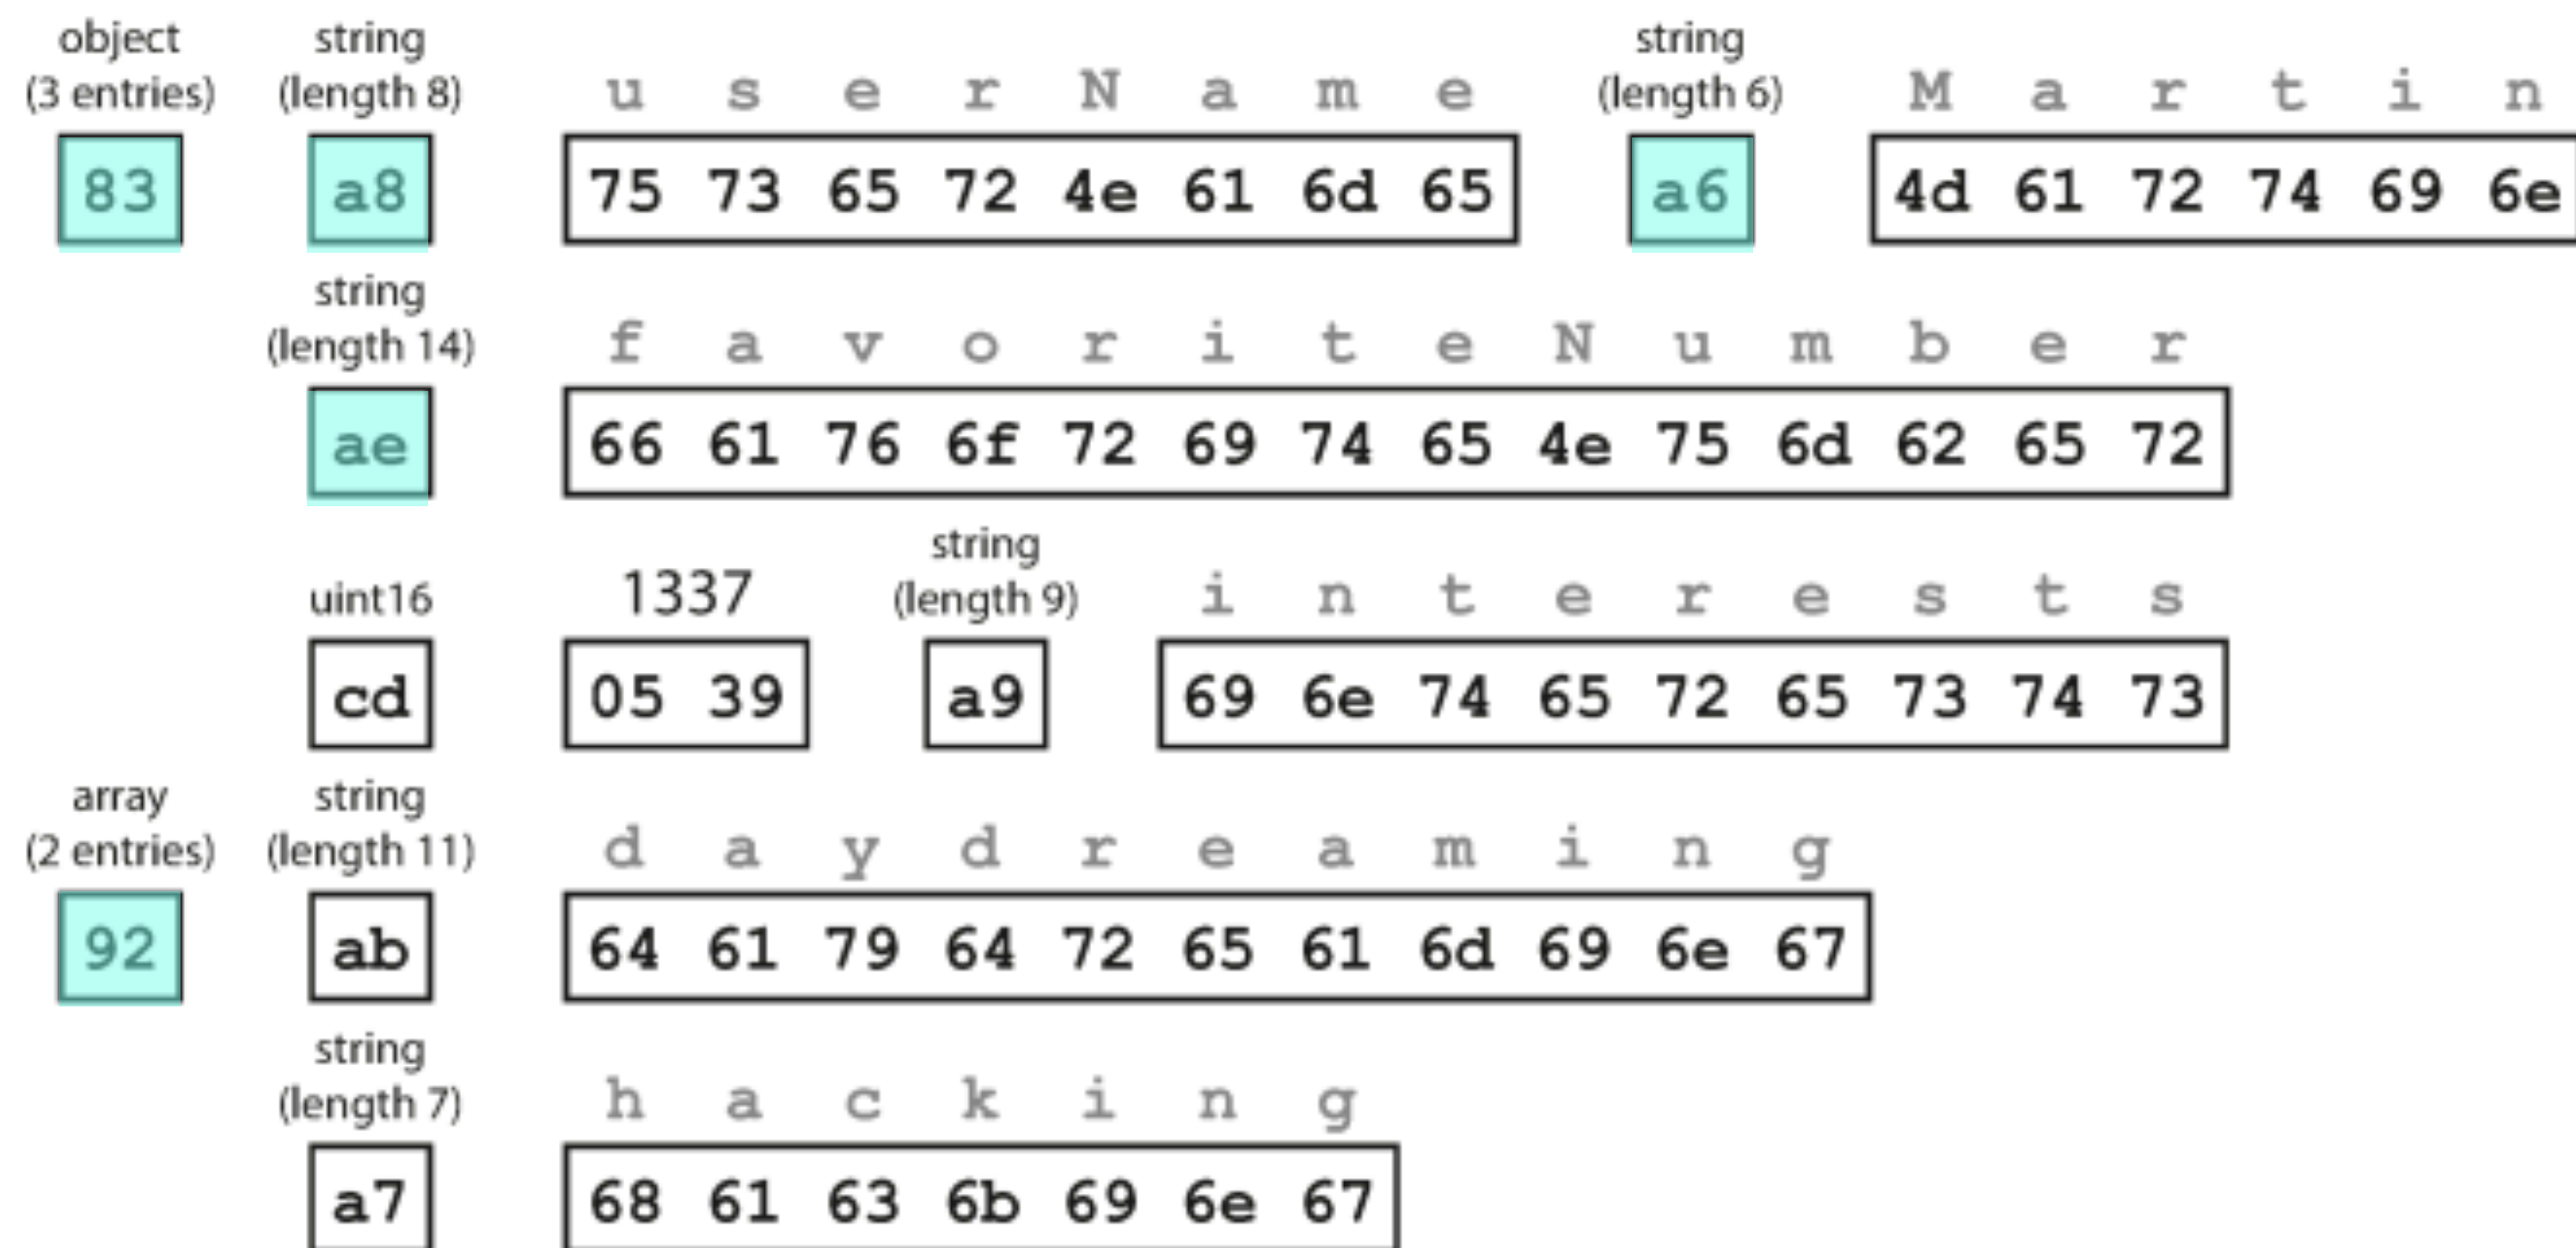 object string string
(3 entries) (length 8) u s e r N a m e (length 6) M a r t i n
83 a8 75 73 65 72 4e 61 6d 65 a6 4d 61 72 74 69 6e
string
(length 14) f a v o r i t e N u m b e r
ae 66 61 76 6f 72 69 74 65 4e 75 6d 62 65 72
string
uint16 1337 (length 9) i n t e r e s t s
cd 05 39 a9 69 6e 74 65 72 65 73 74 73
array string
(2 entries) (length 11) d a y d r e a m i n g
92 ab 64 61 79 64 72 65 61 6d 69 6e 67
string
(length 7) h a c k i n g
a7 68 61 63 6b 69 6e 67